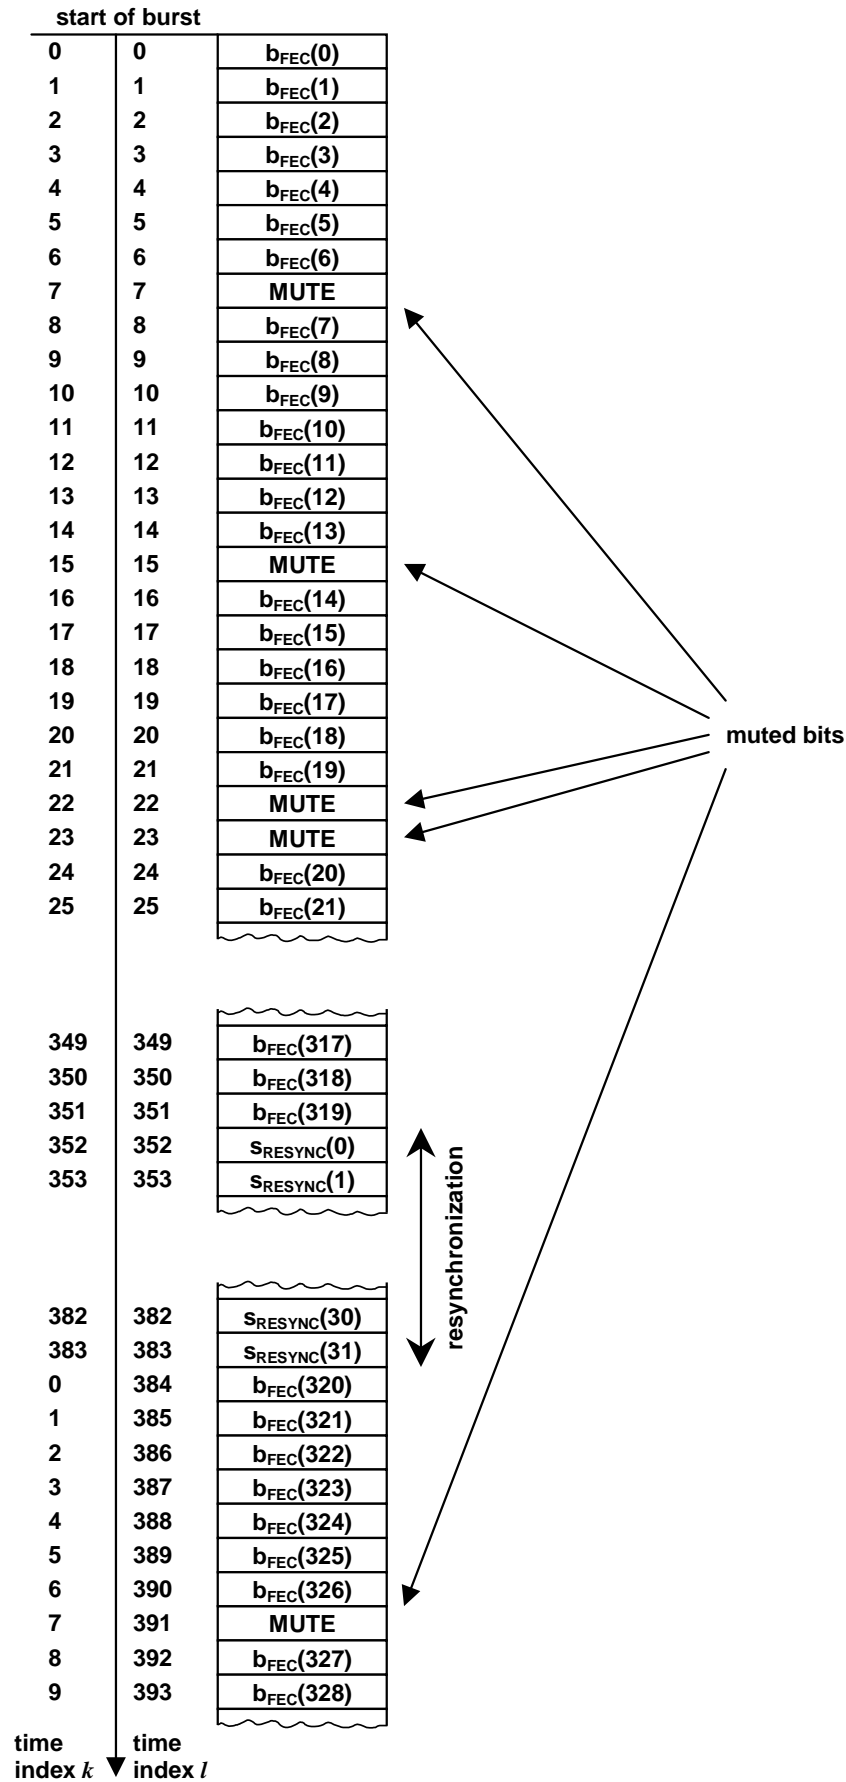 start of burst
0 0 bFEC(0)
1 1 bFEC(1)
2 2 bFEC(2)
3 3 bFEC(3)
4 4 bFEC(4)
5 5 bFEC(5)
6 6 bFEC(6)
7 7 MUTE
8 8 bFEC(7)
9 9 bFEC(8)
10 10 bFEC(9)
11 11 bFEC(10)
12 12 bFEC(11)
13 13 bFEC(12)
14 14 bFEC(13)
15 15 MUTE
16 16 bFEC(14)
17 17 bFEC(15)
18 18 bFEC(16)
19 19 bFEC(17)
20 20 bFEC(18)
muted bits
21 21 bFEC(19)
22 22 MUTE
23 23 MUTE
24 24 bFEC(20)
25 25 bFEC(21)
349 349 bFEC(317)
350 350 bFEC(318)
351 351 bFEC(319)
352 352 sRESYNC(0)
353 353 sRESYNC(1)
resynchronization
382 382 sRESYNC(30)
383 383 sRESYNC(31)
0 384 bFEC(320)
1 385 bFEC(321)
2 386 bFEC(322)
3 387 bFEC(323)
4 388 bFEC(324)
5 389 bFEC(325)
6 390 bFEC(326)
7 391 MUTE
8 392 bFEC(327)
9 393 bFEC(328)
time index k
time index l